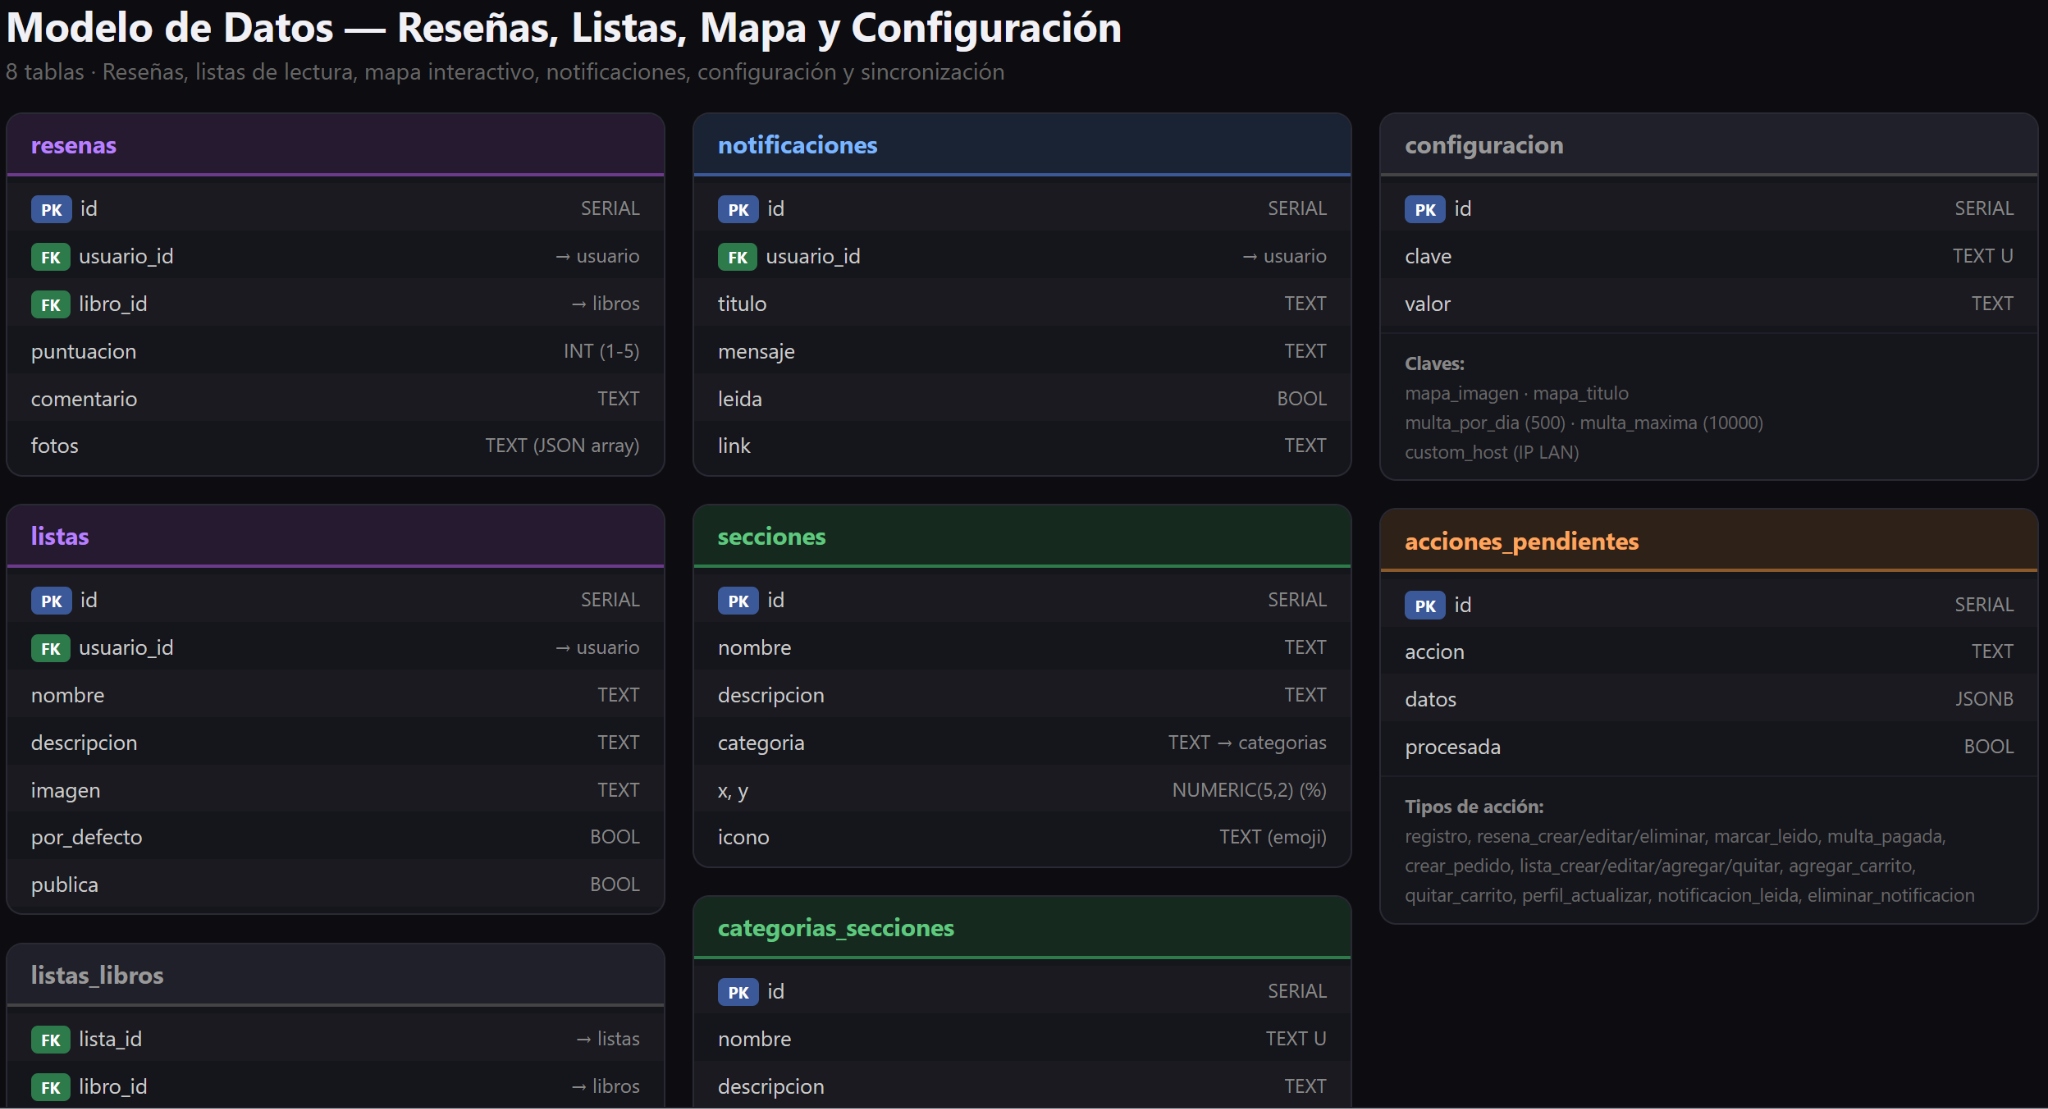 Modelo de Datos — Reseñas, Listas, Mapa y Configuración
8 tablas · Reseñas, listas de lectura, mapa interactivo, notificaciones, configuración y sincronización
resenas
PK id SERIAL
FK usuario_id → usuario
FK libro_id → libros
puntuacion INT (1-5)
comentario TEXT
fotos TEXT (JSON array)
listas
PK id SERIAL
FK usuario_id → usuario
nombre TEXT
descripcion TEXT
imagen TEXT
por_defecto BOOL
publica BOOL
listas_libros
FK lista_id → listas
FK libro_id → libros
notificaciones
PK id SERIAL
FK usuario_id → usuario
titulo TEXT
mensaje TEXT
leida BOOL
link TEXT
secciones
PK id SERIAL
nombre TEXT
descripcion TEXT
categoria TEXT → categorias
x, y NUMERIC(5,2) (%)
icono TEXT (emoji)
categorias_secciones
PK id SERIAL
nombre TEXT U
descripcion TEXT
configuracion
PK id SERIAL
clave TEXT U
valor TEXT
Claves:
mapa_imagen · mapa_titulo
multa_por_dia (500) · multa_maxima (10000)
custom_host (IP LAN)
acciones_pendientes
PK id SERIAL
accion TEXT
datos JSONB
procesada BOOL
Tipos de acción:
registro, resena_crear/editar/eliminar, marcar_leido, multa_pagada,
crear_pedido, lista_crear/editar/agregar/quitar, agregar_carrito,
quitar_carrito, perfil_actualizar, notificacion_leida, eliminar_notificacion